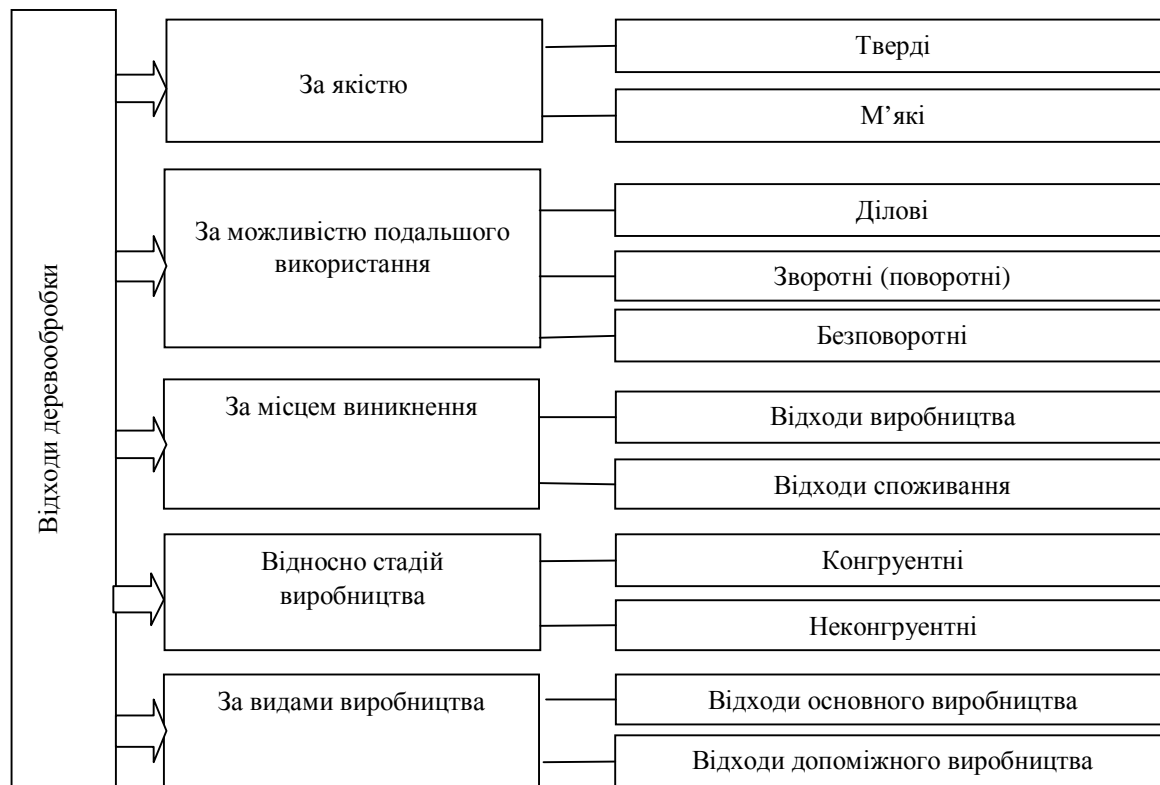 Відходи деревообробки
За якістю
Тверді
М’які
За можливістю подальшого
використання
Ділові
Зворотні (поворотні)
Безповоротні
За місцем виникнення
Відходи виробництва
Відходи споживання
Відносно стадій
виробництва
Конгруентні
Неконгруентні
За видами виробництва
Відходи основного виробництва
Відходи допоміжного виробництва